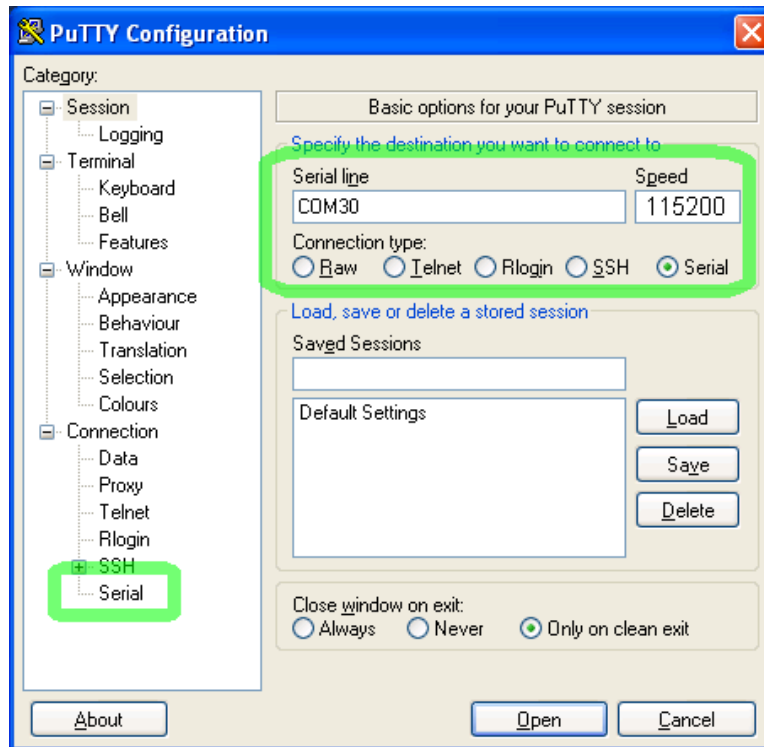 PuTTY Configuration
Category:
Session
Logging
Terminal
Keyboard
Bell
Features
Window
Appearance
Behaviour
Translation
Selection
Colours
Connection
Data
Proxy
Telnet
Rlogin
SSH
Serial
Basic options for your PuTTY session
Specify the destination you want to connect to
Serial line Speed
COM30 115200
Connection type:
Raw Telnet Rlogin SSH Serial
Load, save or delete a stored session
Saved Sessions
Default Settings
Load
Save
Delete
Close window on exit:
Always Never Only on clean exit
About Open Cancel